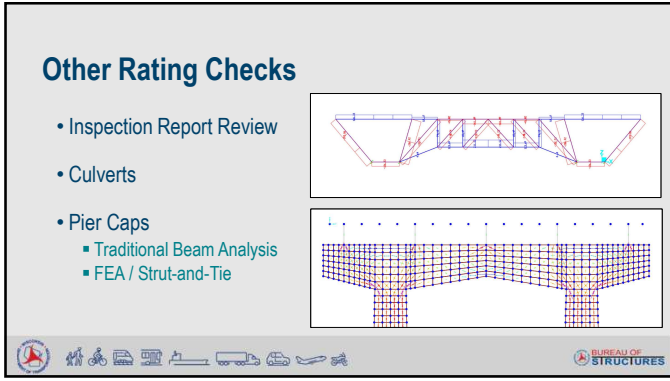 Other Rating Checks
• Inspection Report Review
• Culverts
• Pier Caps
▪ Traditional Beam Analysis
▪ FEA / Strut-and-Tie
BUREAU OF
STRUCTURES